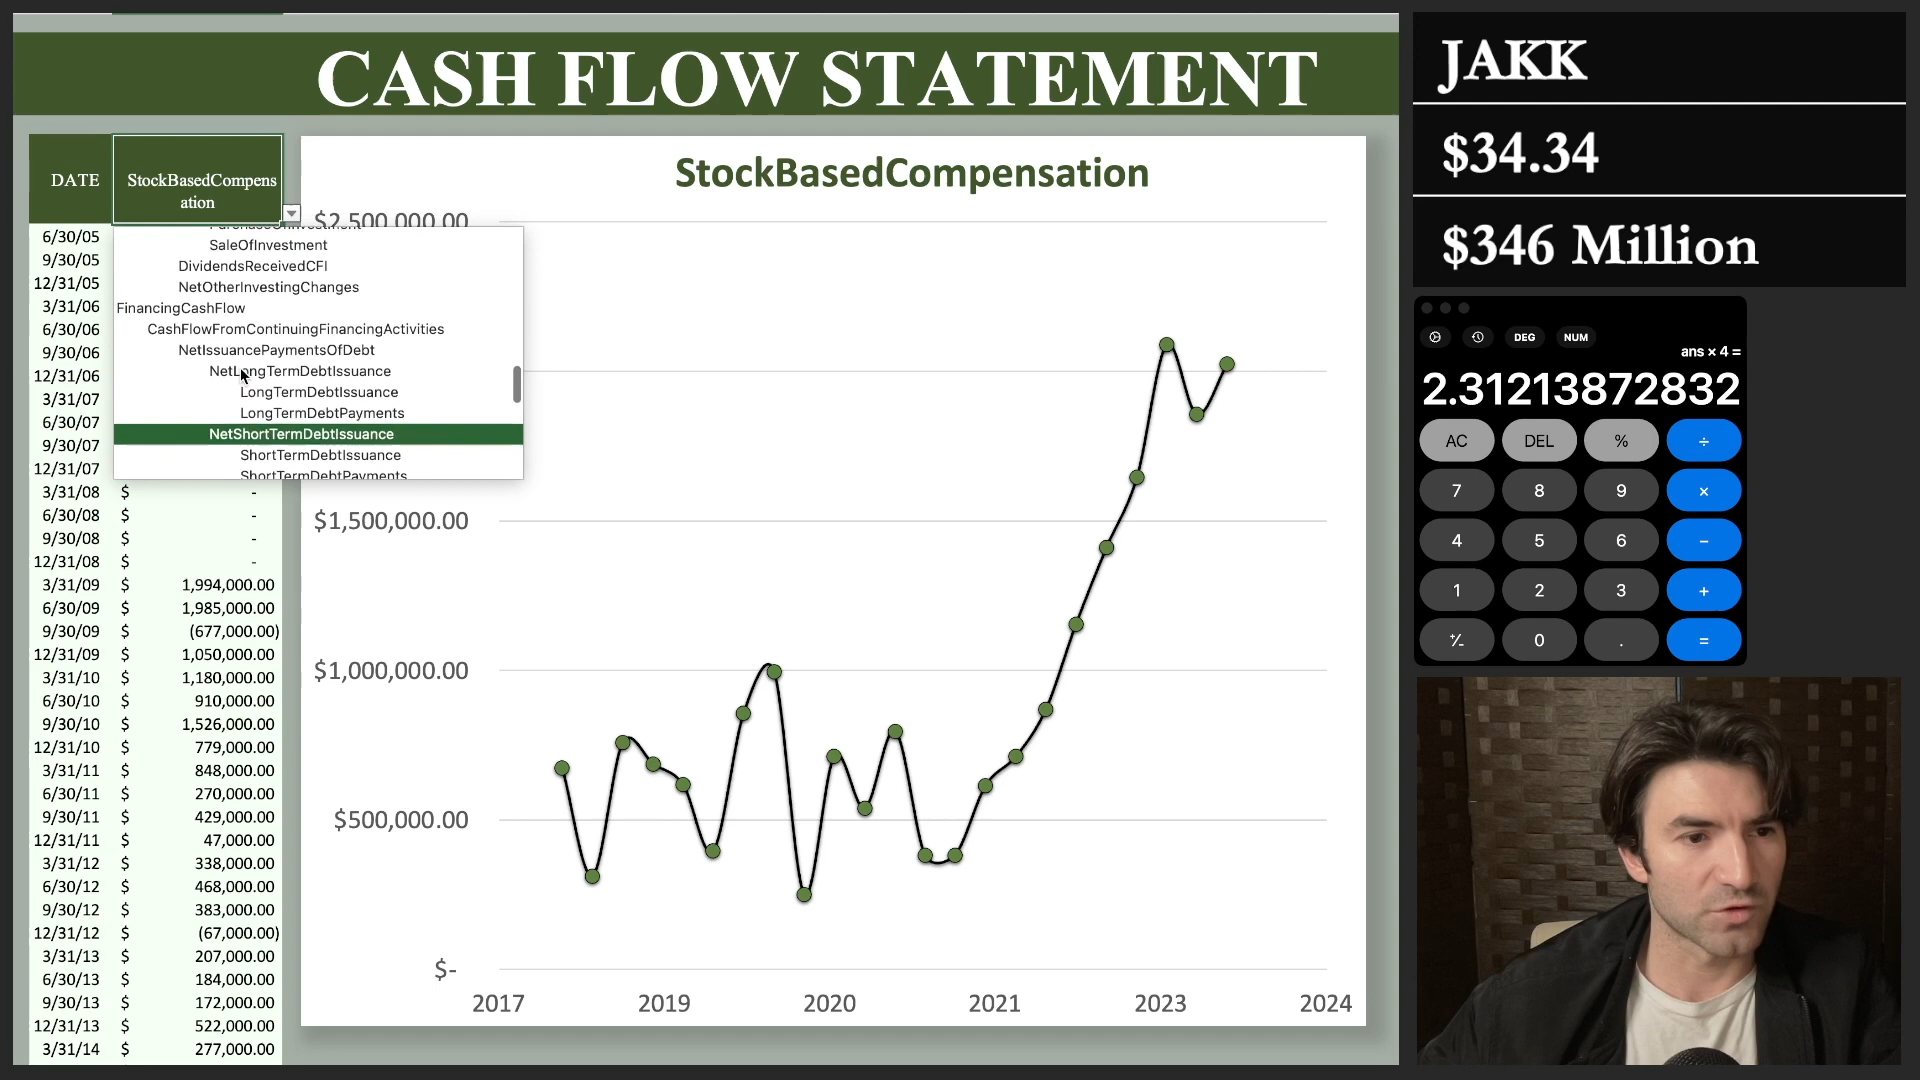 CASH FLOW STATEMENT
JAKK
$34.34
$346 Million
DATE
StockBasedCompens
ation
StockBasedCompensation
PurchaseOfInvestment
SaleOfInvestment
DividendsReceivedCFI
NetOtherInvestingChanges
FinancingCashFlow
CashFlowFromContinuingFinancingActivities
NetIssuancePaymentsOfDebt
NetLongTermDebtIssuance
LongTermDebtIssuance
LongTermDebtPayments
NetShortTermDebtIssuance
ShortTermDebtIssuance
ShortTermDebtPayments
6/30/05
9/30/05
12/31/05
3/31/06
6/30/06
9/30/06
12/31/06
3/31/07
6/30/07
9/30/07
12/31/07
3/31/08 $ -
6/30/08 $ -
9/30/08 $ -
12/31/08 $ -
3/31/09 $ 1,994,000.00
6/30/09 $ 1,985,000.00
9/30/09 $ (677,000.00)
12/31/09 $ 1,050,000.00
3/31/10 $ 1,180,000.00
6/30/10 $ 910,000.00
9/30/10 $ 1,526,000.00
12/31/10 $ 779,000.00
3/31/11 $ 848,000.00
6/30/11 $ 270,000.00
9/30/11 $ 429,000.00
12/31/11 $ 47,000.00
3/31/12 $ 338,000.00
6/30/12 $ 468,000.00
9/30/12 $ 383,000.00
12/31/12 $ (67,000.00)
3/31/13 $ 207,000.00
6/30/13 $ 184,000.00
9/30/13 $ 172,000.00
12/31/13 $ 522,000.00
3/31/14 $ 277,000.00
$2,500,000.00
$1,500,000.00
$1,000,000.00
$500,000.00
$-
2017 2019 2020 2021 2023 2024
DEG NUM
ans × 4 =
2.31213872832
AC DEL % ÷
7 8 9 ×
4 5 6 −
1 2 3 +
+⁄− 0 . =